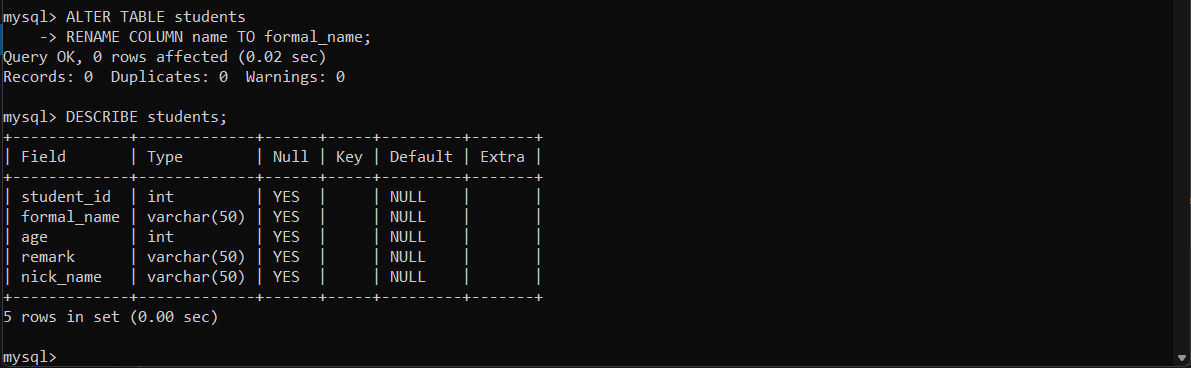 mysql> ALTER TABLE students
    -> RENAME COLUMN name TO formal_name;
Query OK, 0 rows affected (0.02 sec)
Records: 0  Duplicates: 0  Warnings: 0

mysql> DESCRIBE students;
+-------------+-------------+------+-----+---------+-------+
| Field       | Type        | Null | Key | Default | Extra |
+-------------+-------------+------+-----+---------+-------+
| student_id  | int         | YES  |     | NULL    |       |
| formal_name | varchar(50) | YES  |     | NULL    |       |
| age         | int         | YES  |     | NULL    |       |
| remark      | varchar(50) | YES  |     | NULL    |       |
| nick_name   | varchar(50) | YES  |     | NULL    |       |
+-------------+-------------+------+-----+---------+-------+
5 rows in set (0.00 sec)

mysql>